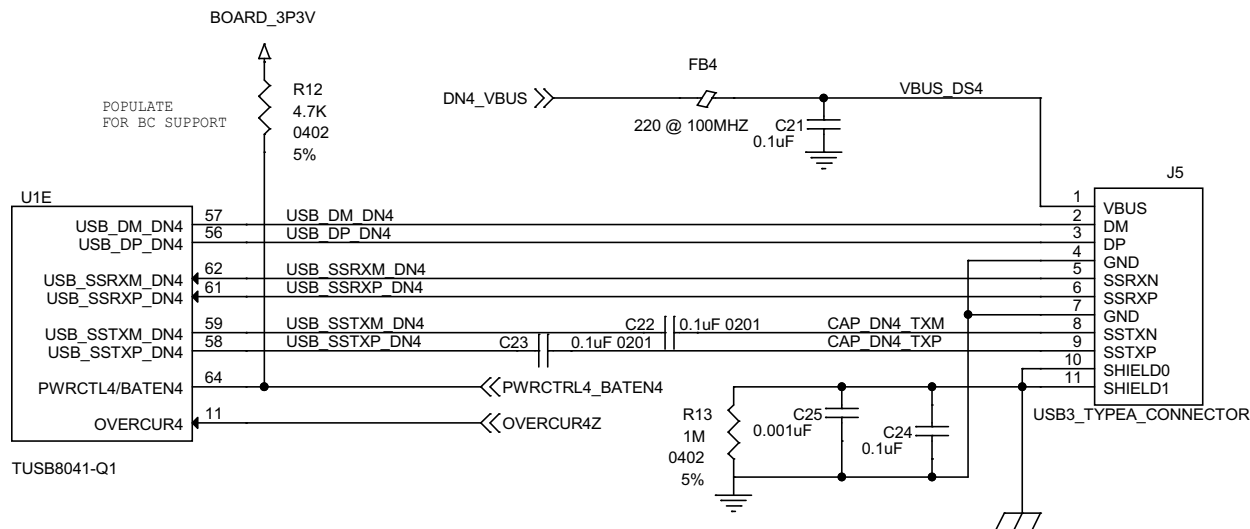 BOARD_3P3V
R12
4.7K
0402
5%
POPULATE
FOR BC SUPPORT
FB4
DN4_VBUS
220 @ 100MHZ
VBUS_DS4
C21
0.1uF
J5
U1E
USB_DM_DN4
USB_DP_DN4
USB_SSRXM_DN4
USB_SSRXP_DN4
USB_SSTXM_DN4
USB_SSTXP_DN4
PWRCTL4/BATEN4
OVERCUR4
57
56
62
61
59
58
64
11
TUSB8041-Q1
USB_DM_DN4
USB_DP_DN4
USB_SSRXM_DN4
USB_SSRXP_DN4
USB_SSTXM_DN4
USB_SSTXP_DN4
C22
0.1uF 0201
C23
0.1uF 0201
CAP_DN4_TXM
CAP_DN4_TXP
PWRCTRL4_BATEN4
OVERCUR4Z
1
2
3
4
5
6
7
8
9
10
11
VBUS
DM
DP
GND
SSRXN
SSRXP
GND
SSTXN
SSTXP
SHIELD0
SHIELD1
USB3_TYPEA_CONNECTOR
R13
1M
0402
5%
C25
0.001uF
C24
0.1uF